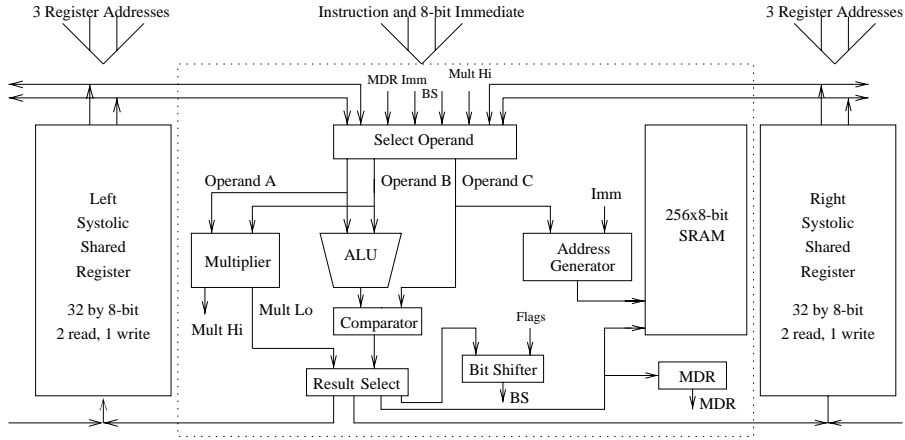 3 Register Addresses
Instruction and 8-bit Immediate
3 Register Addresses
MDR Imm
BS
Mult Hi
Select Operand
Operand A
Operand B
Operand C
Left
Systolic
Shared
Register
32 by 8-bit
2 read, 1 write
Multiplier
ALU
Imm
Address
Generator
256x8-bit
SRAM
Right
Systolic
Shared
Register
32 by 8-bit
2 read, 1 write
Mult Hi
Mult Lo
Comparator
Flags
Result Select
Bit Shifter
BS
MDR
MDR